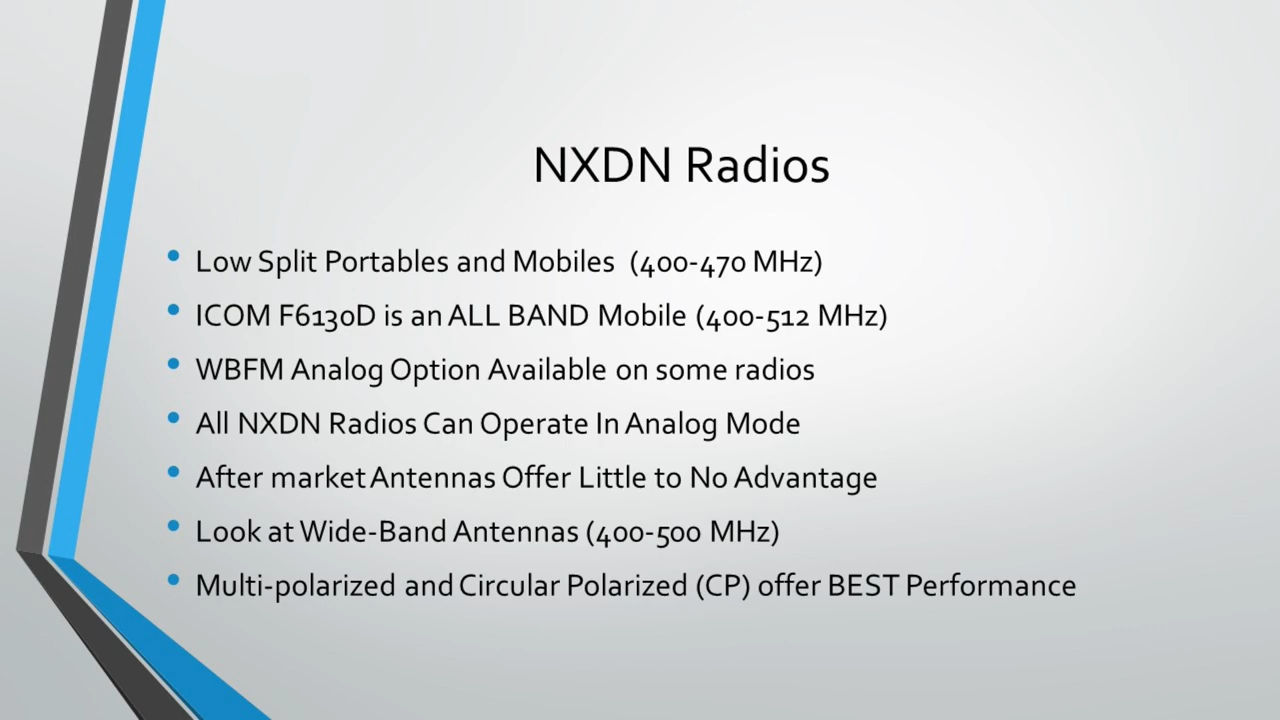 NXDN Radios
• Low Split Portables and Mobiles (400-470 MHz)
• ICOM F6130D is an ALL BAND Mobile (400-512 MHz)
• WBFM Analog Option Available on some radios
• All NXDN Radios Can Operate In Analog Mode
• After market Antennas Offer Little to No Advantage
• Look at Wide-Band Antennas (400-500 MHz)
• Multi-polarized and Circular Polarized (CP) offer BEST Performance